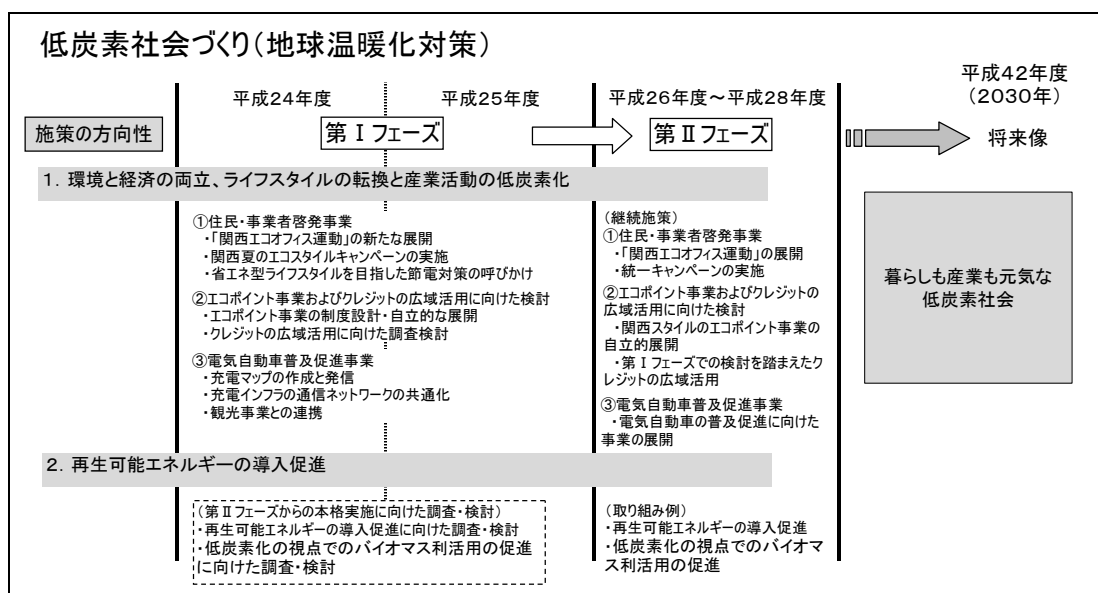 低炭素社会づくり(地球温暖化対策)
平成24年度
平成25年度
平成26年度～平成28年度
平成42年度
(2030年)
施策の方向性
第Ⅰフェーズ
第Ⅱフェーズ
将来像
1．環境と経済の両立、ライフスタイルの転換と産業活動の低炭素化
①住民・事業者啓発事業
・「関西エコオフィス運動」の新たな展開
・関西夏のエコスタイルキャンペーンの実施
・省エネ型ライフスタイルを目指した節電対策の呼びかけ
②エコポイント事業およびクレジットの広域活用に向けた検討
・エコポイント事業の制度設計・自立的な展開
・クレジットの広域活用に向けた調査検討
③電気自動車普及促進事業
・充電マップの作成と発信
・充電インフラの通信ネットワークの共通化
・観光事業との連携
(継続施策)
①住民・事業者啓発事業
・「関西エコオフィス運動」の展開
・統一キャンペーンの実施
②エコポイント事業およびクレジットの
広域活用に向けた検討
・関西スタイルのエコポイント事業の
自立的展開
・第Ⅰフェーズでの検討を踏まえたク
レジットの広域活用
③電気自動車普及促進事業
・電気自動車の普及促進に向けた
事業の展開
暮らしも産業も元気な
低炭素社会
2．再生可能エネルギーの導入促進
(第Ⅱフェーズからの本格実施に向けた調査・検討)
・再生可能エネルギーの導入促進に向けた調査・検討
・低炭素化の視点でのバイオマス利活用の促進
に向けた調査・検討
(取り組み例)
・再生可能エネルギーの導入促進
・低炭素化の視点でのバイオマ
ス利活用の促進